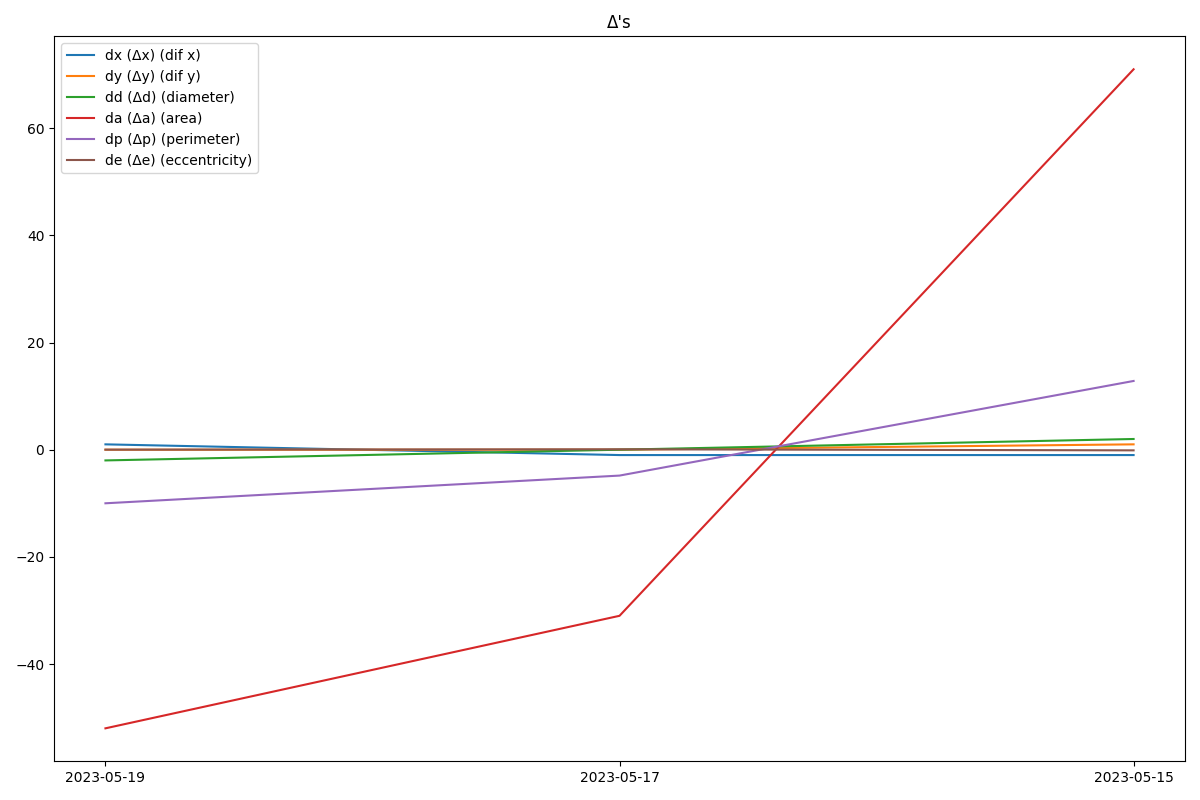 Δ's
dx (Δx) (dif x)
dy (Δy) (dif y)
dd (Δd) (diameter)
da (Δa) (area)
dp (Δp) (perimeter)
de (Δe) (eccentricity)
60
40
20
0
−20
−40
2023-05-19
2023-05-17
2023-05-15